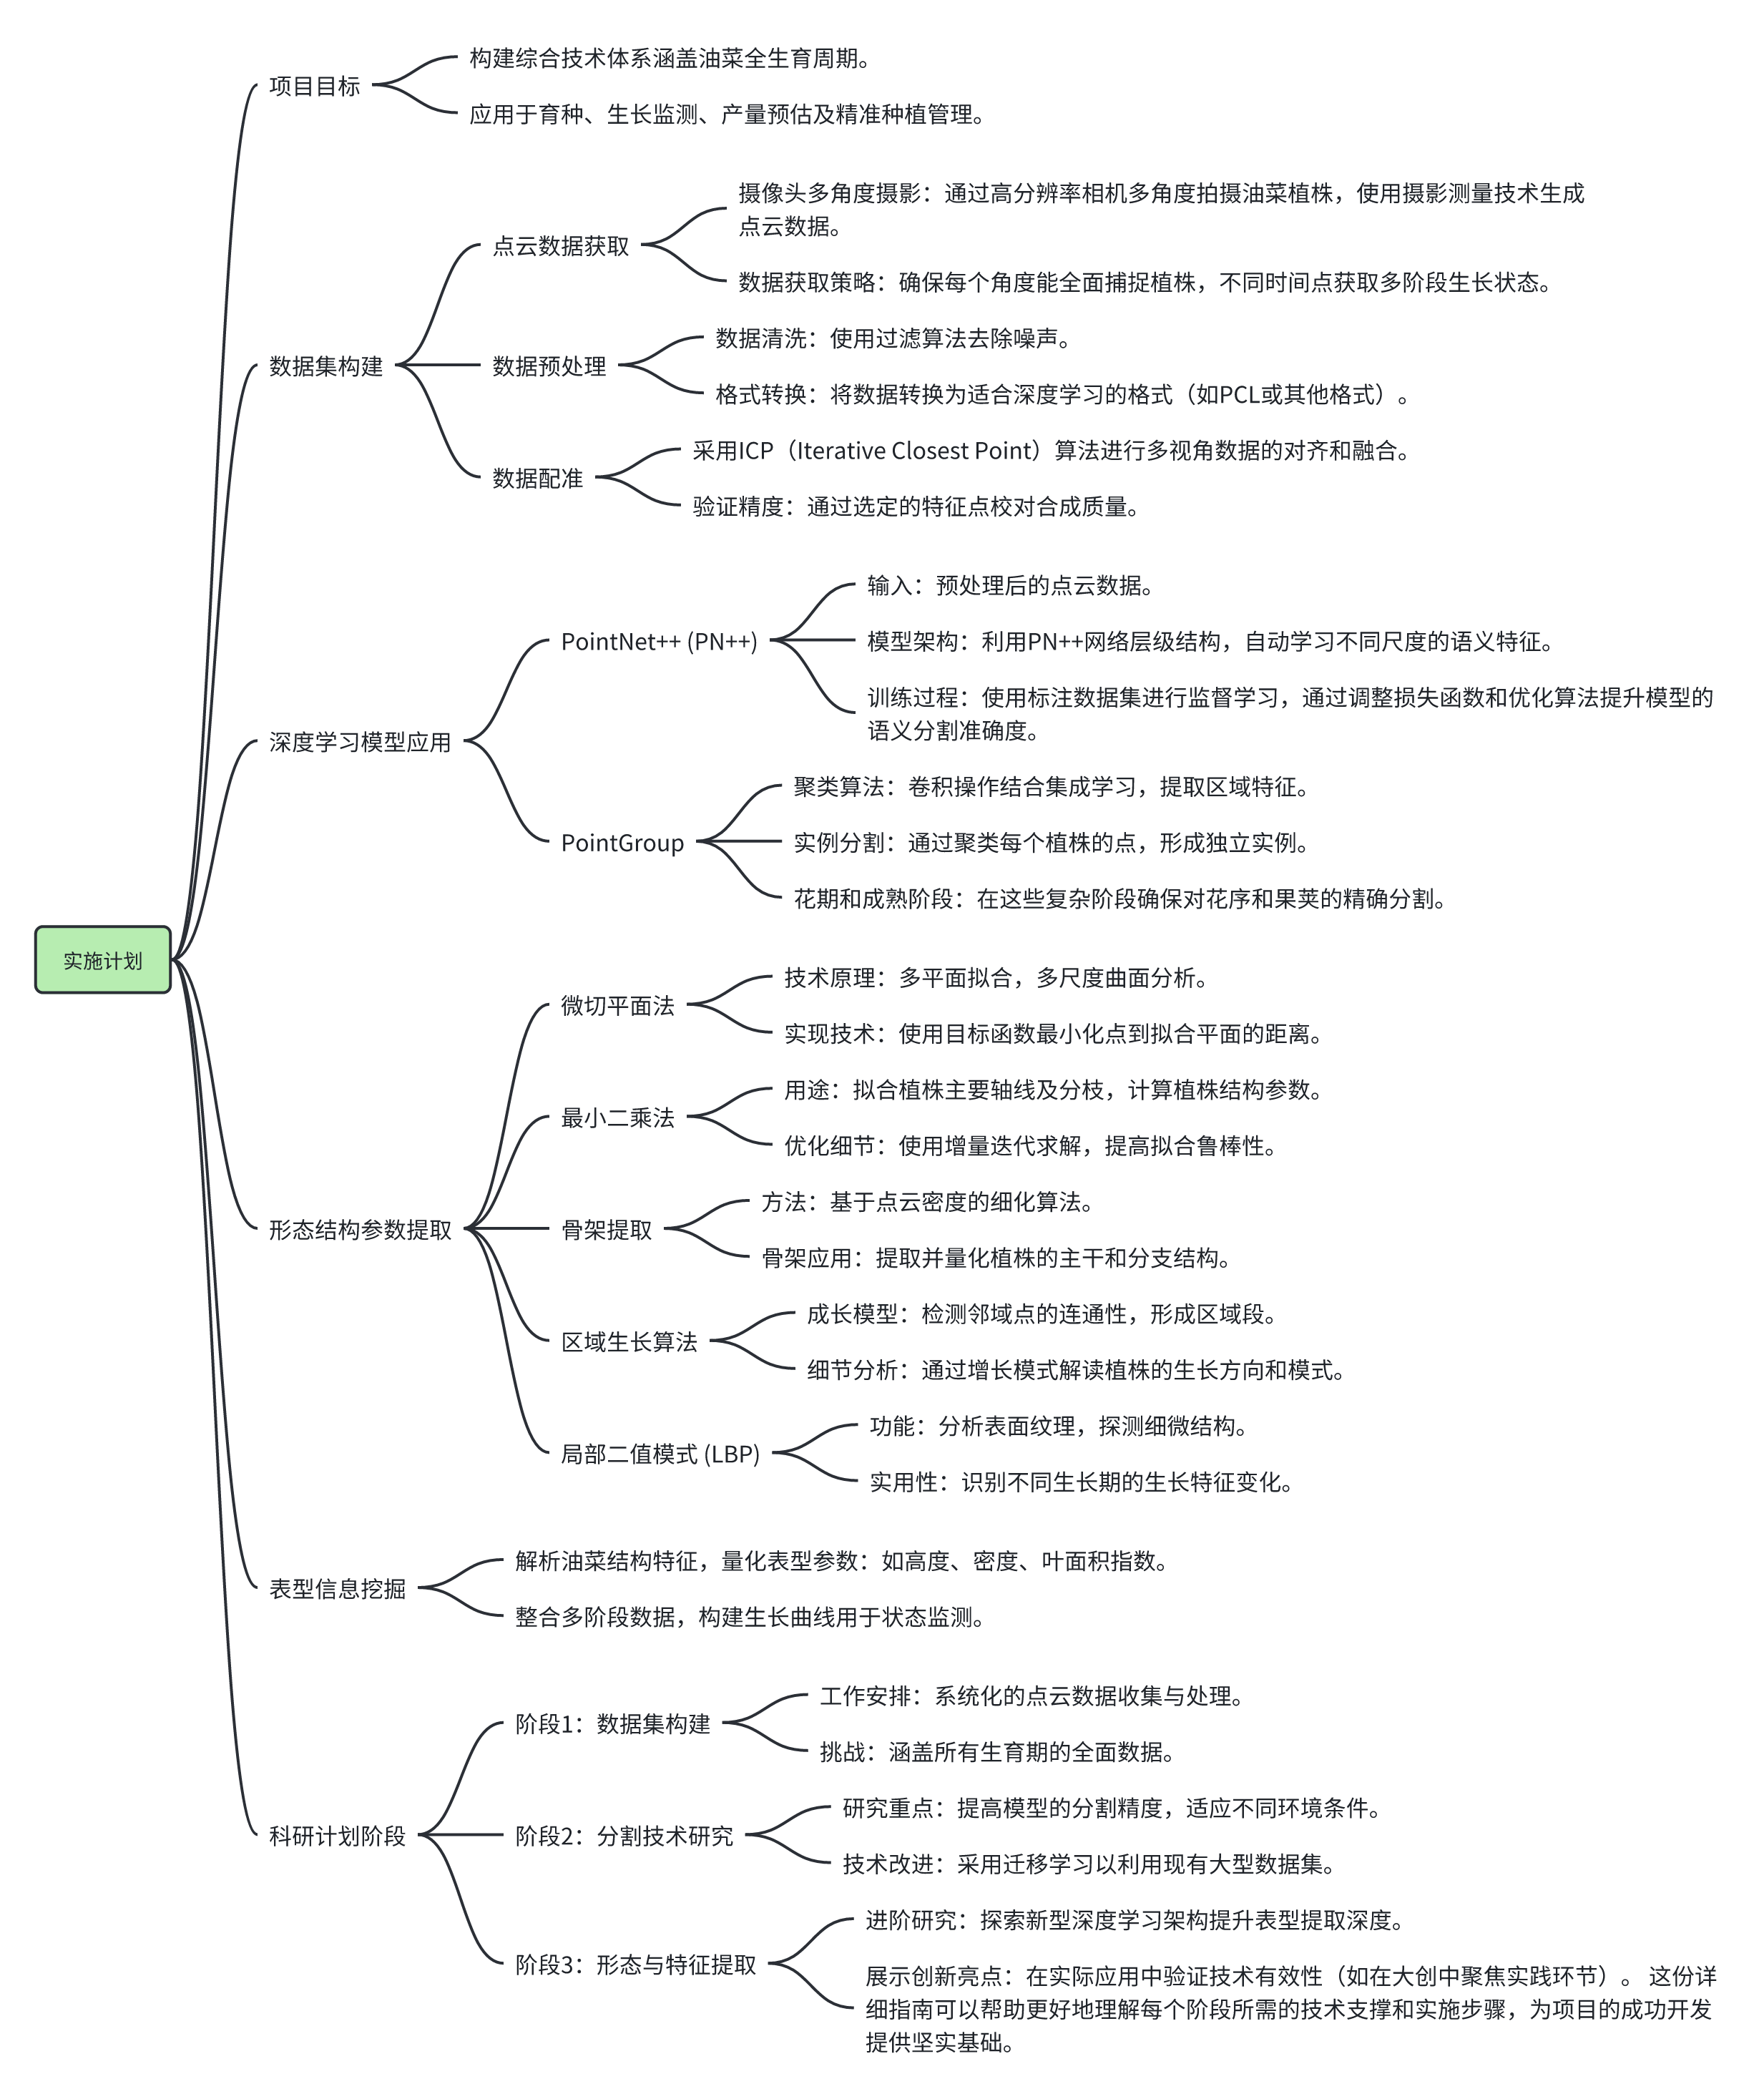 实施计划
项目目标
构建综合技术体系涵盖油菜全生育周期。
应用于育种、生长监测、产量预估及精准种植管理。
数据集构建
点云数据获取
摄像头多角度摄影：通过高分辨率相机多角度拍摄油菜植株，使用摄影测量技术生成
点云数据。
数据获取策略：确保每个角度能全面捕捉植株，不同时间点获取多阶段生长状态。
数据预处理
数据清洗：使用过滤算法去除噪声。
格式转换：将数据转换为适合深度学习的格式（如PCL或其他格式）。
数据配准
采用ICP（Iterative Closest Point）算法进行多视角数据的对齐和融合。
验证精度：通过选定的特征点校对合成质量。
深度学习模型应用
PointNet++ (PN++)
输入：预处理后的点云数据。
模型架构：利用PN++网络层级结构，自动学习不同尺度的语义特征。
训练过程：使用标注数据集进行监督学习，通过调整损失函数和优化算法提升模型的
语义分割准确度。
PointGroup
聚类算法：卷积操作结合集成学习，提取区域特征。
实例分割：通过聚类每个植株的点，形成独立实例。
花期和成熟阶段：在这些复杂阶段确保对花序和果荚的精确分割。
形态结构参数提取
微切平面法
技术原理：多平面拟合，多尺度曲面分析。
实现技术：使用目标函数最小化点到拟合平面的距离。
最小二乘法
用途：拟合植株主要轴线及分枝，计算植株结构参数。
优化细节：使用增量迭代求解，提高拟合鲁棒性。
骨架提取
方法：基于点云密度的细化算法。
骨架应用：提取并量化植株的主干和分支结构。
区域生长算法
成长模型：检测邻域点的连通性，形成区域段。
细节分析：通过增长模式解读植株的生长方向和模式。
局部二值模式 (LBP)
功能：分析表面纹理，探测细微结构。
实用性：识别不同生长期的生长特征变化。
表型信息挖掘
解析油菜结构特征，量化表型参数：如高度、密度、叶面积指数。
整合多阶段数据，构建生长曲线用于状态监测。
科研计划阶段
阶段1：数据集构建
工作安排：系统化的点云数据收集与处理。
挑战：涵盖所有生育期的全面数据。
阶段2：分割技术研究
研究重点：提高模型的分割精度，适应不同环境条件。
技术改进：采用迁移学习以利用现有大型数据集。
阶段3：形态与特征提取
进阶研究：探索新型深度学习架构提升表型提取深度。
展示创新亮点：在实际应用中验证技术有效性（如在大创中聚焦实践环节）。 这份详
细指南可以帮助更好地理解每个阶段所需的技术支撑和实施步骤，为项目的成功开发
提供坚实基础。